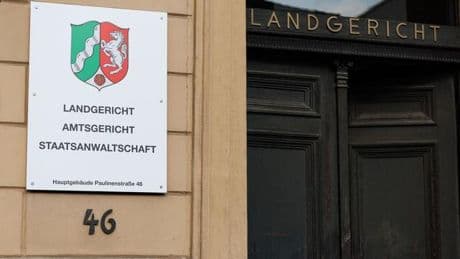 LANDGERICHT
AMTSGERICHT
STAATSANWALTSCHAFT
Hauptgebäude Paulinenstraße 46
46
LANDGERICHT